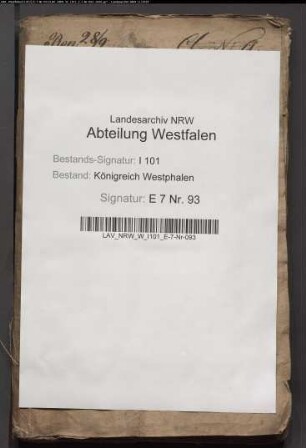 Landesarchiv NRW
Abteilung Westfalen
Bestands-Signatur: I 101
Bestand: Königreich Westphalen
Signatur: E 7 Nr. 93
LAV_NRW_W_I101_E-7-Nr-093